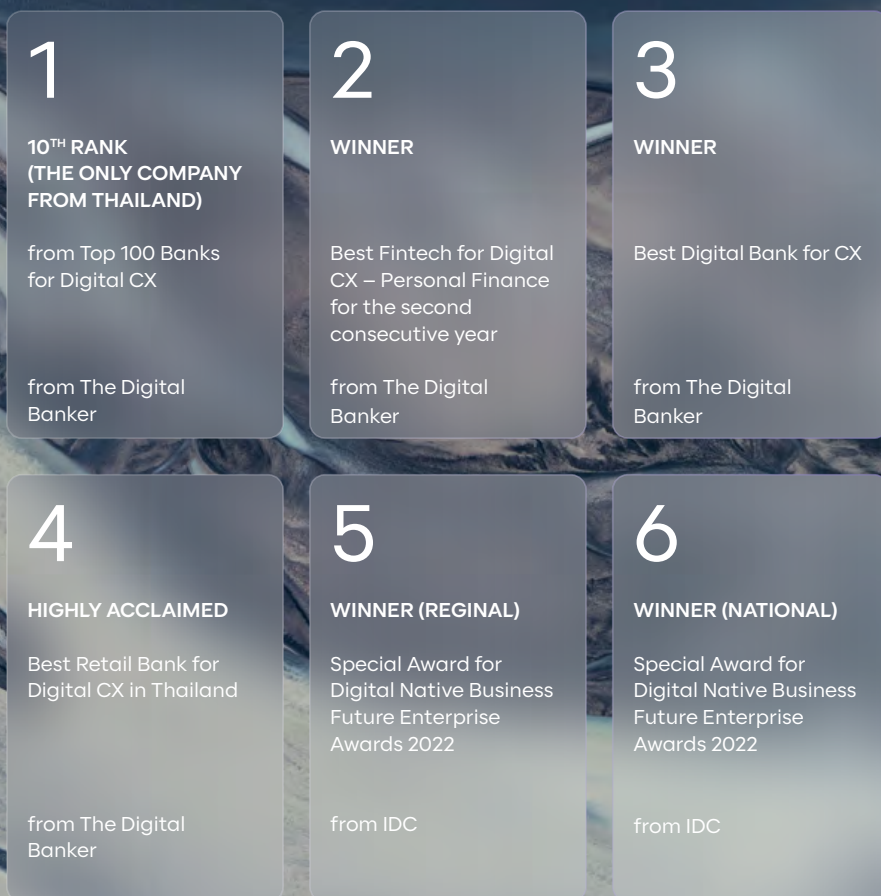 1
10TH RANK
(THE ONLY COMPANY
FROM THAILAND)
from Top 100 Banks
for Digital CX
from The Digital
Banker
2
WINNER
Best Fintech for Digital
CX – Personal Finance
for the second
consecutive year
from The Digital
Banker
3
WINNER
Best Digital Bank for CX
from The Digital
Banker
4
HIGHLY ACCLAIMED
Best Retail Bank for
Digital CX in Thailand
from The Digital
Banker
5
WINNER (REGINAL)
Special Award for
Digital Native Business
Future Enterprise
Awards 2022
from IDC
6
WINNER (NATIONAL)
Special Award for
Digital Native Business
Future Enterprise
Awards 2022
from IDC